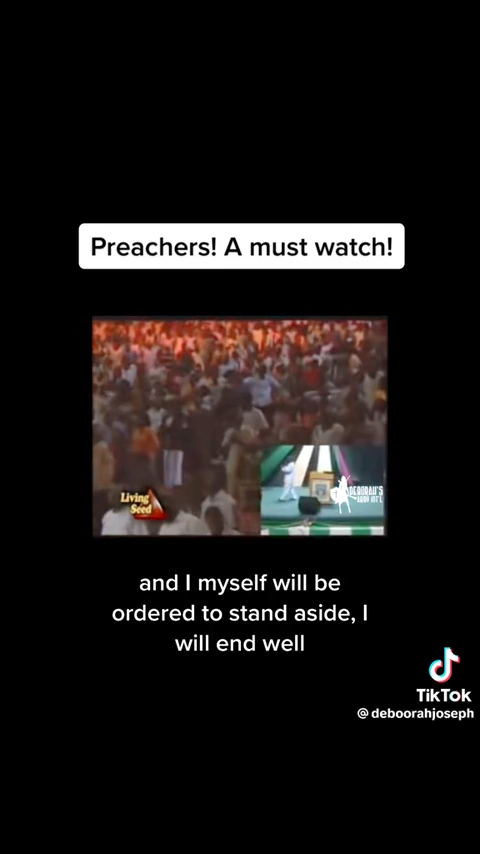 Preachers! A must watch!
Living
Seed
DEBORAH'S
and I myself will be
ordered to stand aside, I
will end well
TikTok
@deboorahjoseph